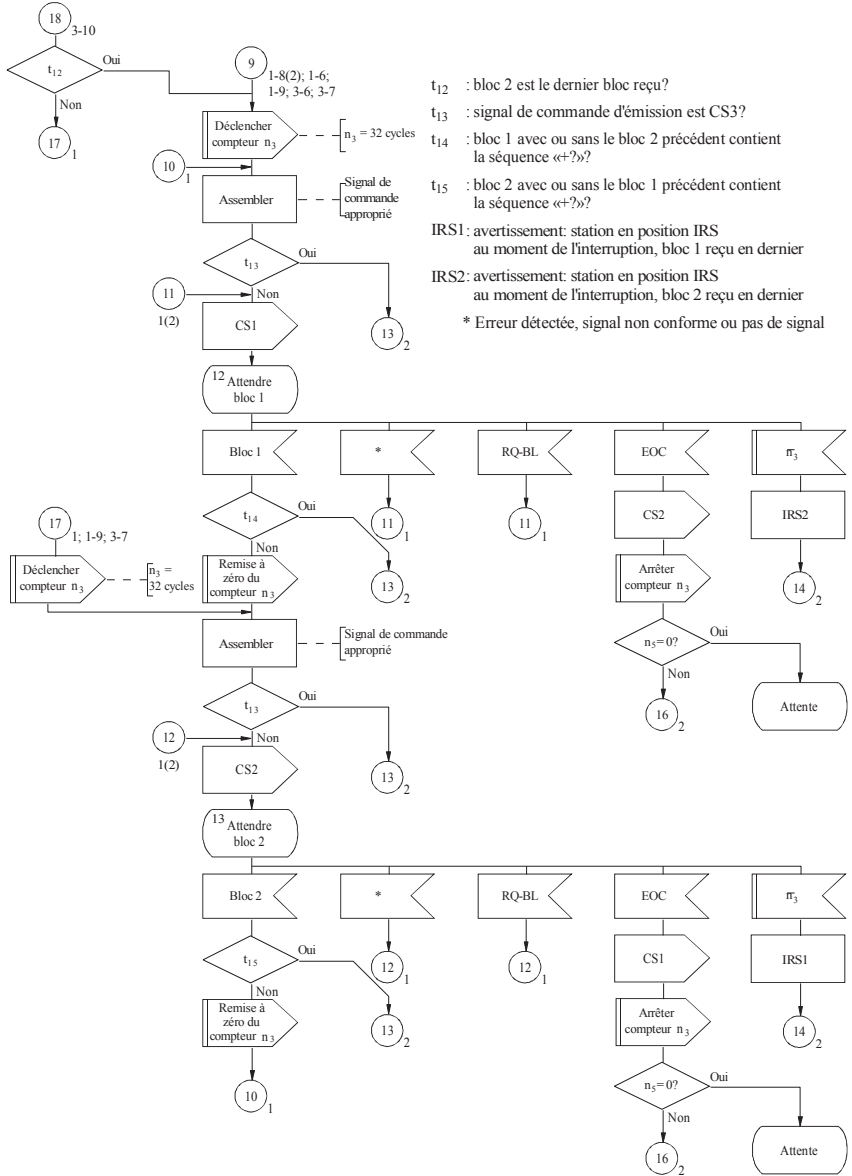 18
3-10
t12
Oui
Non
17
1
9
1-8(2); 1-6;
1-9; 3-6; 3-7
Déclencher
compteur n3
n3 = 32 cycles
10
1
Assembler
Signal de
commande
approprié
t13
Oui
Non
11
1(2)
13
2
CS1
12 Attendre
bloc 1
t12 : bloc 2 est le dernier bloc reçu?
t13 : signal de commande d'émission est CS3?
t14 : bloc 1 avec ou sans le bloc 2 précédent contient
la séquence «+?»?
t15 : bloc 2 avec ou sans le bloc 1 précédent contient
la séquence «+?»?
IRS1: avertissement: station en position IRS
au moment de l'interruption, bloc 1 reçu en dernier
IRS2: avertissement: station en position IRS
au moment de l'interruption, bloc 2 reçu en dernier
* Erreur détectée, signal non conforme ou pas de signal
Bloc 1
*
RQ-BL
EOC
n3
t14
Oui
Non
11
1
11
1
CS2
IRS2
17
1; 1-9; 3-7
Déclencher
compteur n3
n3 =
32 cycles
Remise à
zéro du
compteur n3
13
2
Arrêter
compteur n3
14
2
Assembler
Signal de commande
approprié
n5=0?
Oui
Non
16
2
Attente
t13
Oui
Non
12
1(2)
13
2
CS2
13 Attendre
bloc 2
Bloc 2
*
RQ-BL
EOC
n3
t15
Oui
Non
12
1
12
1
CS1
IRS1
Remise à
zéro du
compteur n3
13
2
Arrêter
compteur n3
14
2
10
1
n5=0?
Oui
Non
16
2
Attente